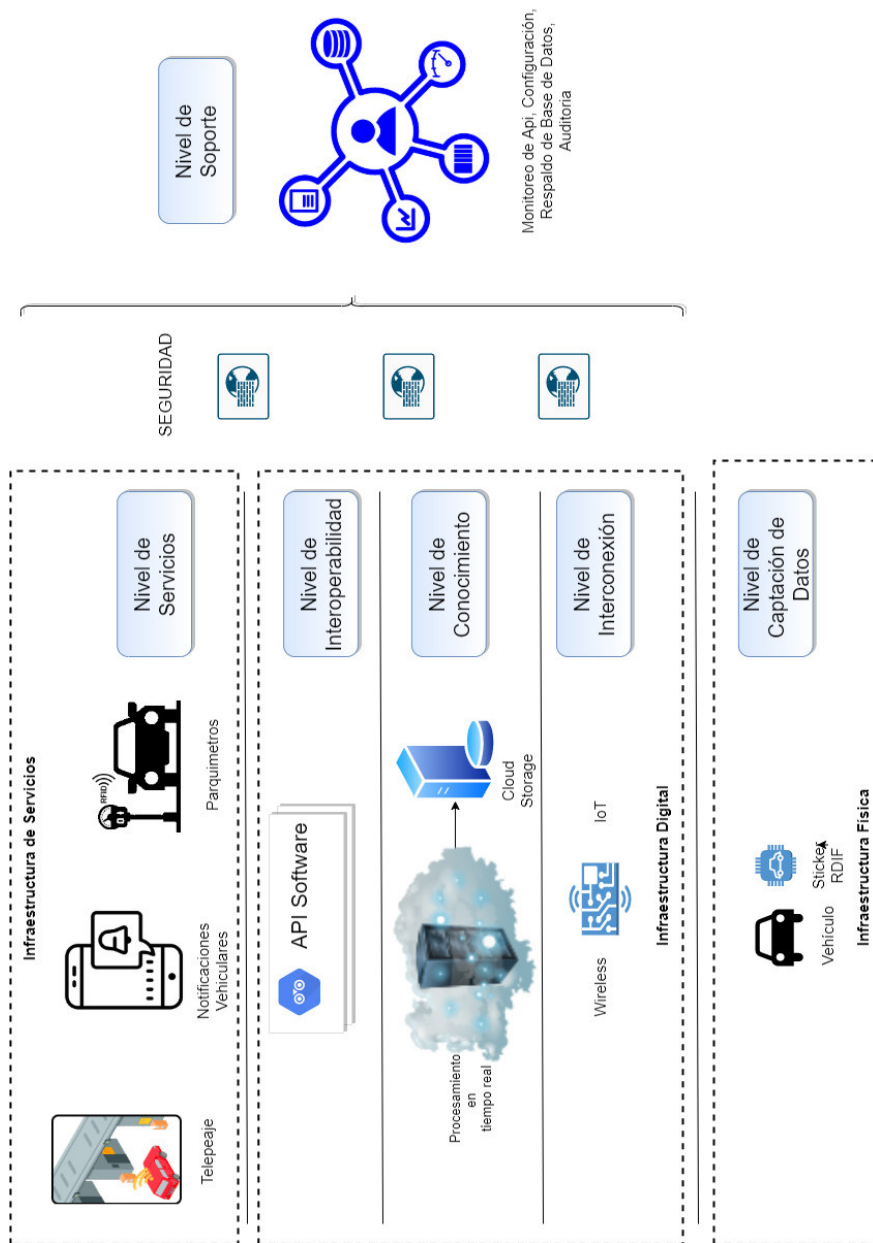 Infraestructura de Servicios
Telepeaje
Notificaciones
Vehiculares
RFID
Parquimetros
Nivel de
Servicios
API Software
Nivel de
Interoperabilidad
Procesamiento
en
tiempo real
Cloud
Storage
Nivel de
Conocimiento
Wireless
IoT
Nivel de
Interconexión
Infraestructura Digital
Vehículo
Sticker
RDIF
Nivel de
Captación de
Datos
Infraestructura Física
SEGURIDAD
Nivel de
Soporte
Monitoreo de Api, Configuración,
Respaldo de Base de Datos,
Auditoria